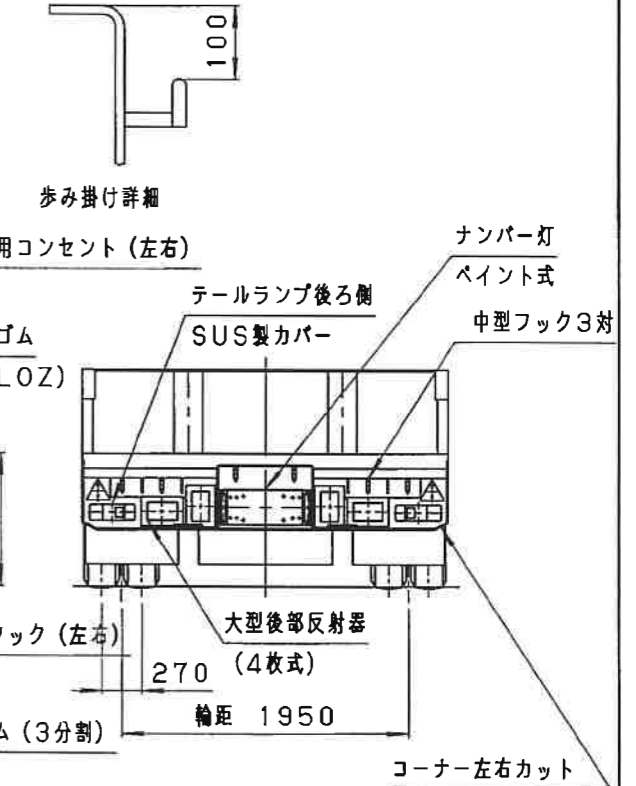 100
歩み掛け詳細
用コンセント (左右)
ナンバー灯
ペイント式
テールランプ後ろ側
SUS製カバー
中型フック3対
ゴム
LOZ)
大型後部反射器
(4枚式)
ック (左右)
270
輪距 1950
ム (3分割)
コーナー左右カット